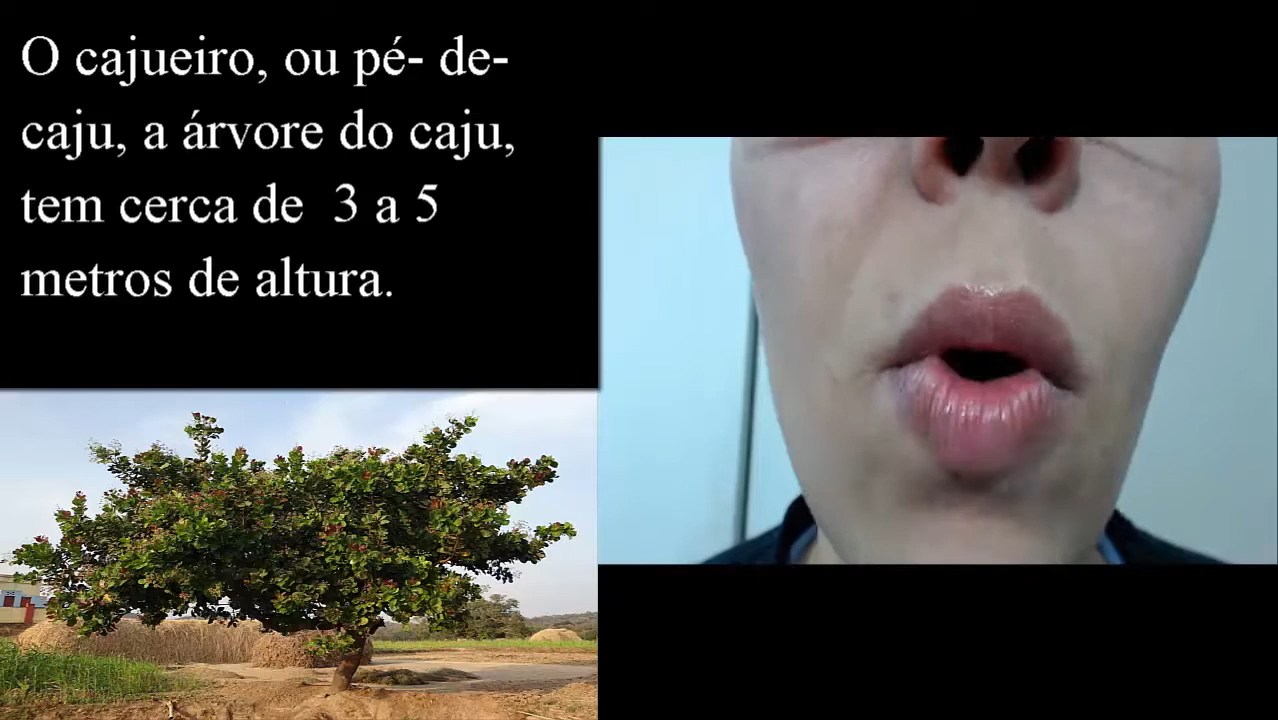 O cajueiro, ou pé- de-
caju, a árvore do caju,
tem cerca de  3 a 5
metros de altura.